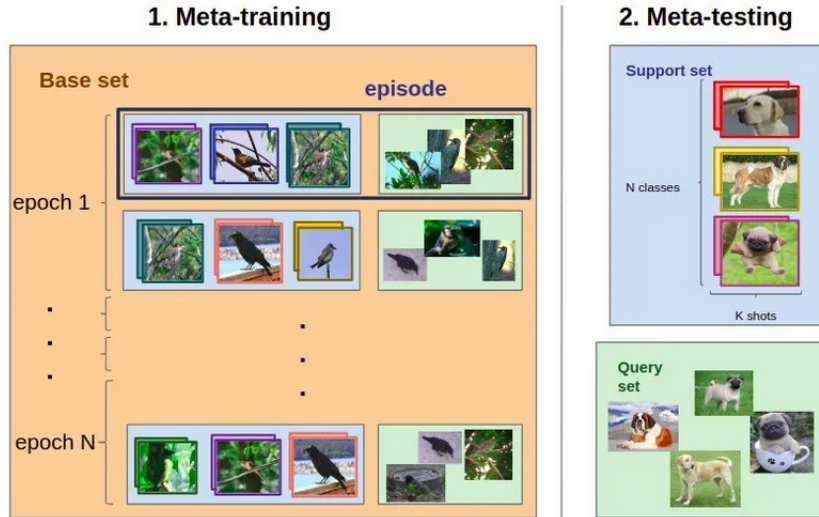 1. Meta-training
2. Meta-testing
Base set
episode
epoch 1
epoch N
Support set
N classes
K shots
Query
set